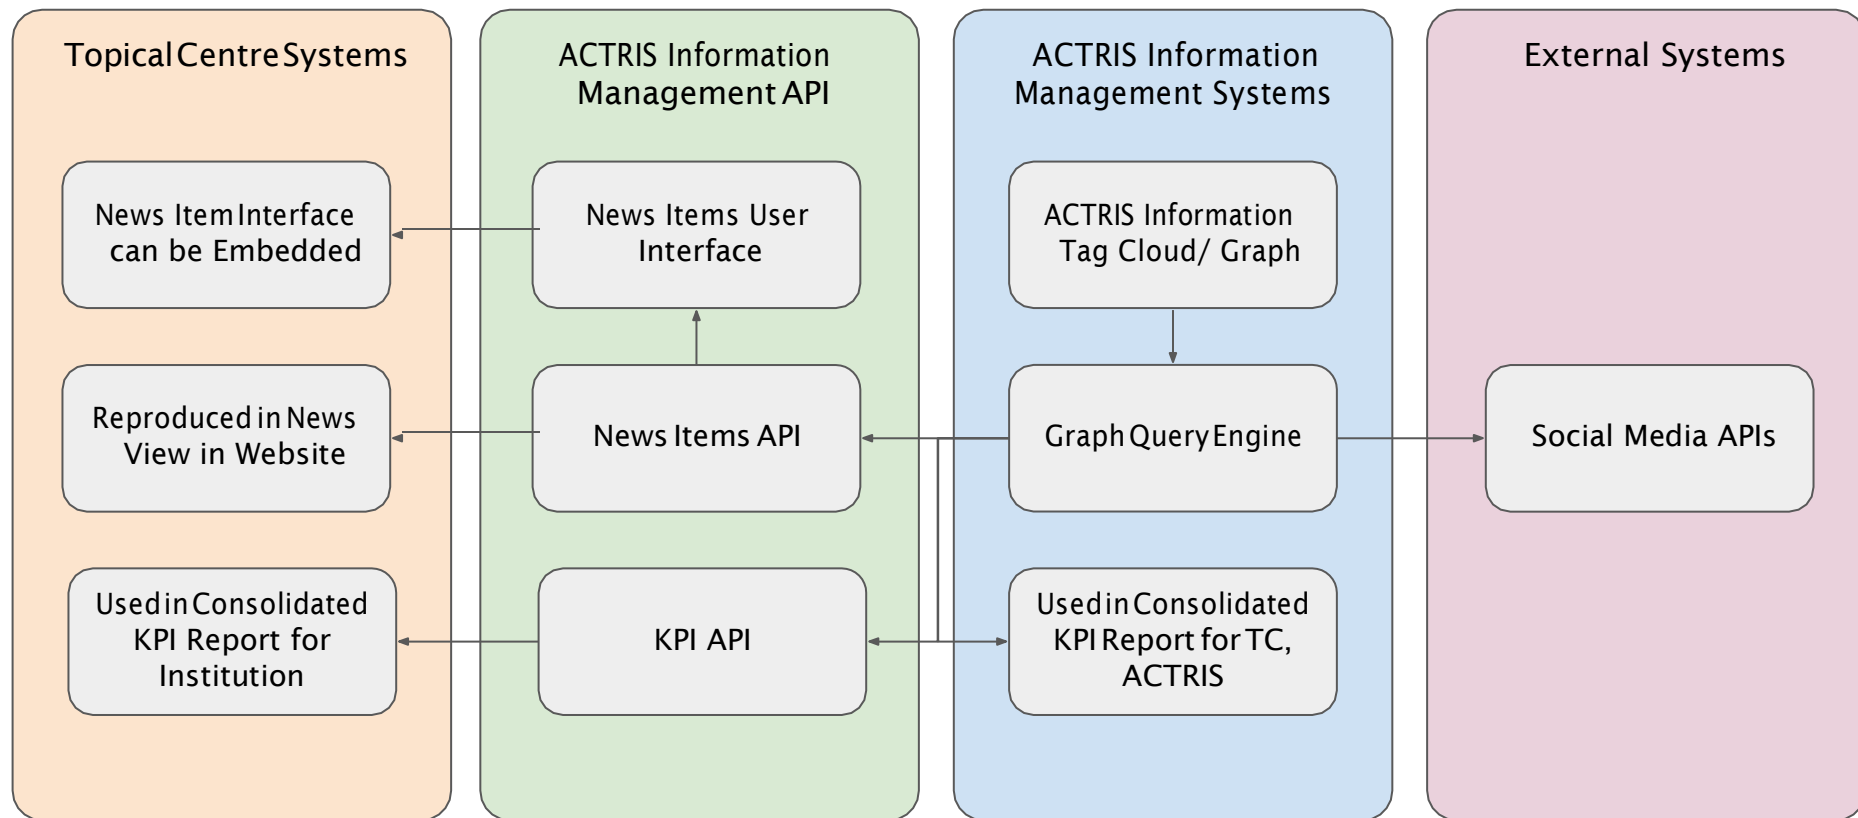 Topical Centre Systems
News Item Interface
can be Embedded
Reproduced in News
View in Website
Used in Consolidated
KPI Report for
Institution
ACTRIS Information
Management API
News Items User
Interface
News Items API
KPI API
ACTRIS Information
Management Systems
ACTRIS Information
Tag Cloud/ Graph
Graph Query Engine
Used in Consolidated
KPI Report for TC,
ACTRIS
External Systems
Social Media APIs